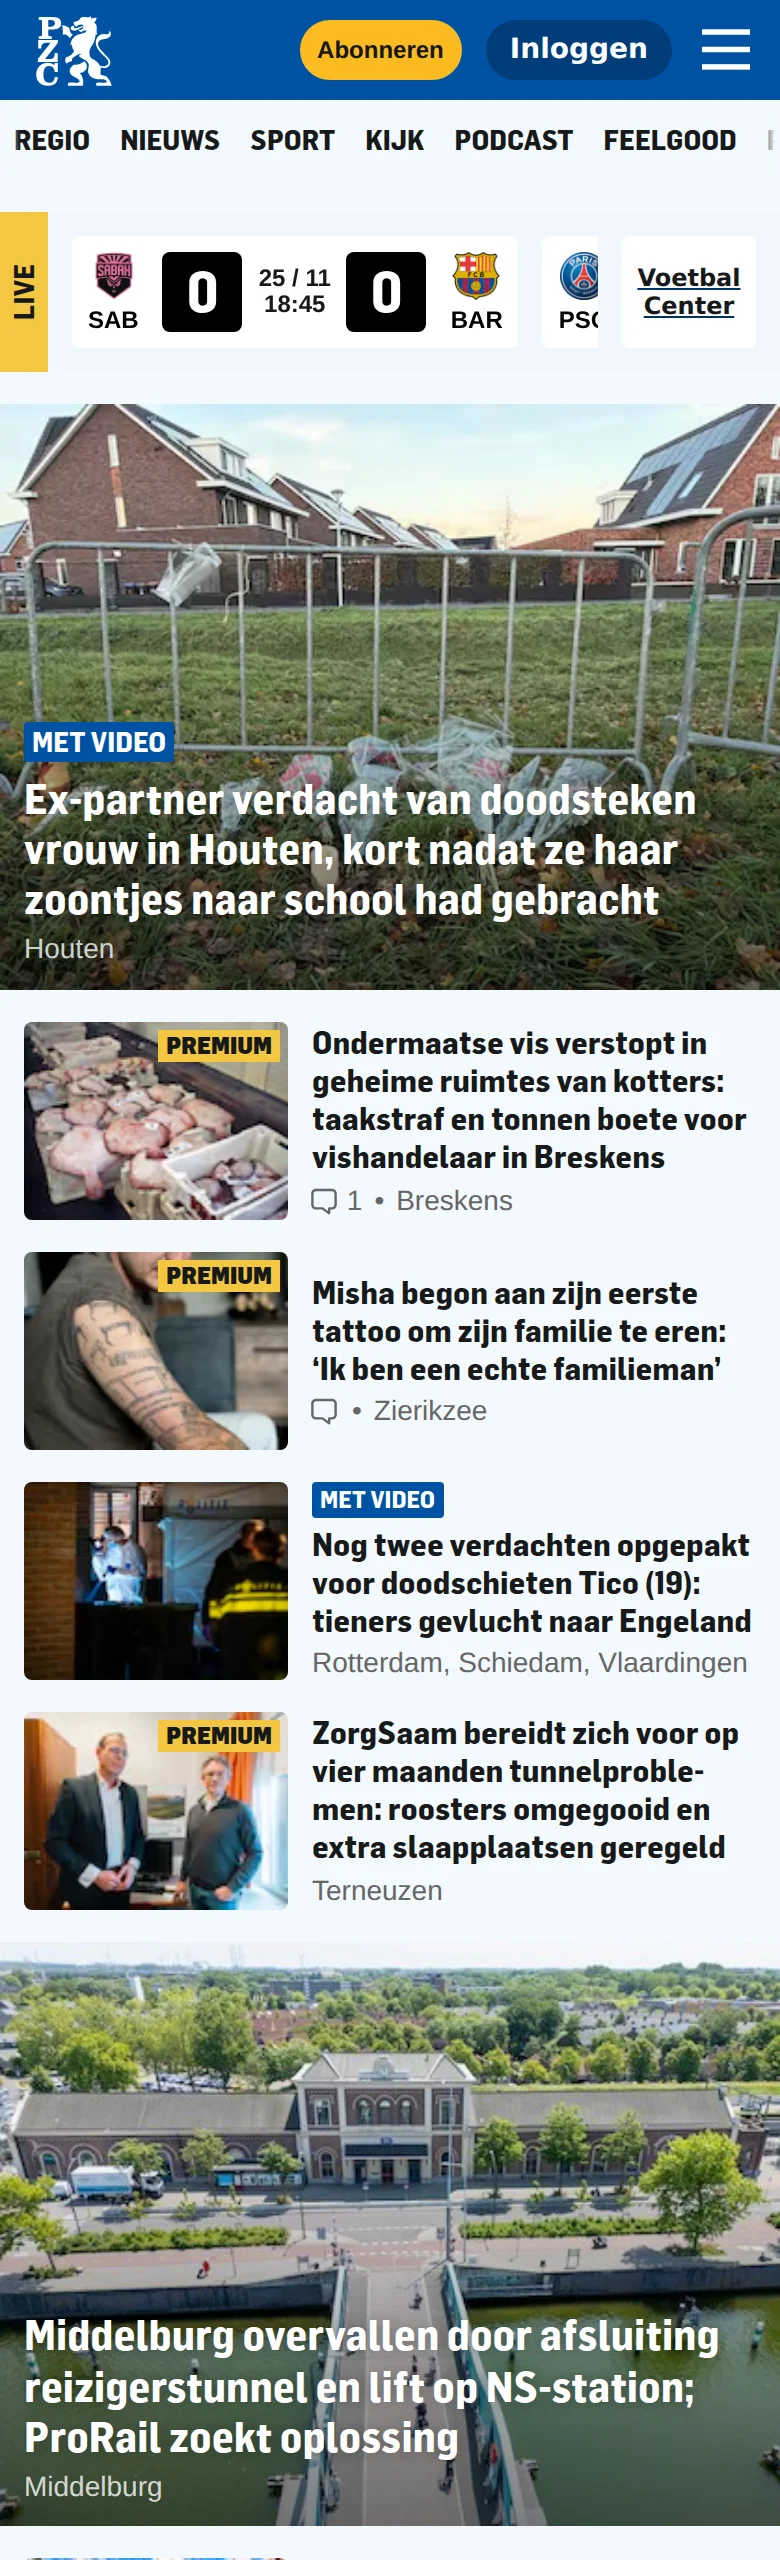 PZC
Abonneren
Inloggen
REGIO NIEUWS SPORT KIJK PODCAST FEELGOOD
LIVE
SABAH
SAB
0
25 / 11
18:45
0
FCB
BAR
PARIS
PSG
Voetbal
Center
MET VIDEO
Ex-partner verdacht van doodsteken
vrouw in Houten, kort nadat ze haar
zoontjes naar school had gebracht
Houten
PREMIUM
Ondermaatse vis verstopt in
geheime ruimtes van kotters:
taakstraf en tonnen boete voor
vishandelaar in Breskens
1 • Breskens
PREMIUM
Misha begon aan zijn eerste
tattoo om zijn familie te eren:
‘Ik ben een echte familieman’
• Zierikzee
POLITIE
MET VIDEO
Nog twee verdachten opgepakt
voor doodschieten Tico (19):
tieners gevlucht naar Engeland
Rotterdam, Schiedam, Vlaardingen
PREMIUM
ZorgSaam bereidt zich voor op
vier maanden tunnelproble-
men: roosters omgegooid en
extra slaapplaatsen geregeld
Terneuzen
Middelburg overvallen door afsluiting
reizigerstunnel en lift op NS-station;
ProRail zoekt oplossing
Middelburg